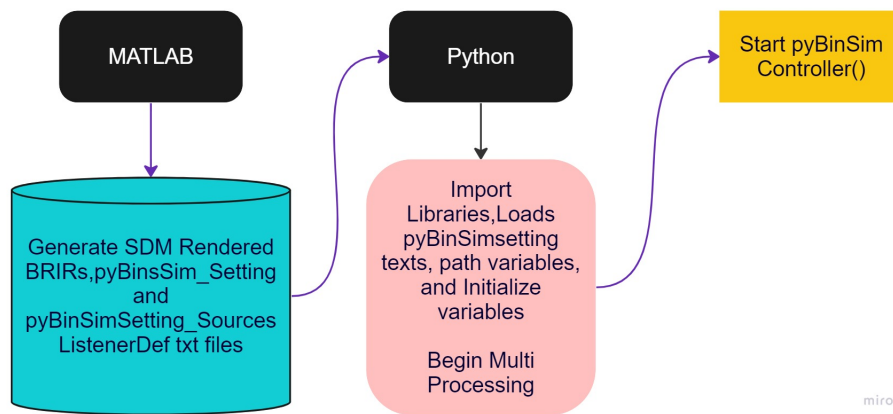 MATLAB
Python
Start pyBinSim
Controller()
Generate SDM Rendered
BRIRs,pyBinsSim_Setting
and
pyBinSimSetting_Sources
ListenerDef txt files
Import
Libraries,Loads
pyBinSimsetting
texts, path variables,
and Initialize
variables
Begin Multi
Processing
miro